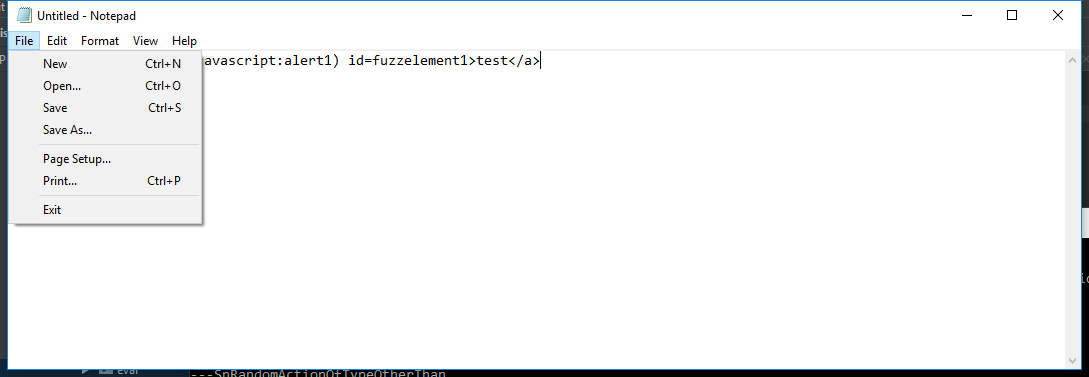 Untitled - Notepad
File Edit Format View Help
avascript:alert1) id=fuzzelement1>test</a>
New Ctrl+N
Open... Ctrl+O
Save Ctrl+S
Save As...
Page Setup...
Print... Ctrl+P
Exit
eval
---SnRandomActionOfTypeOtherThan